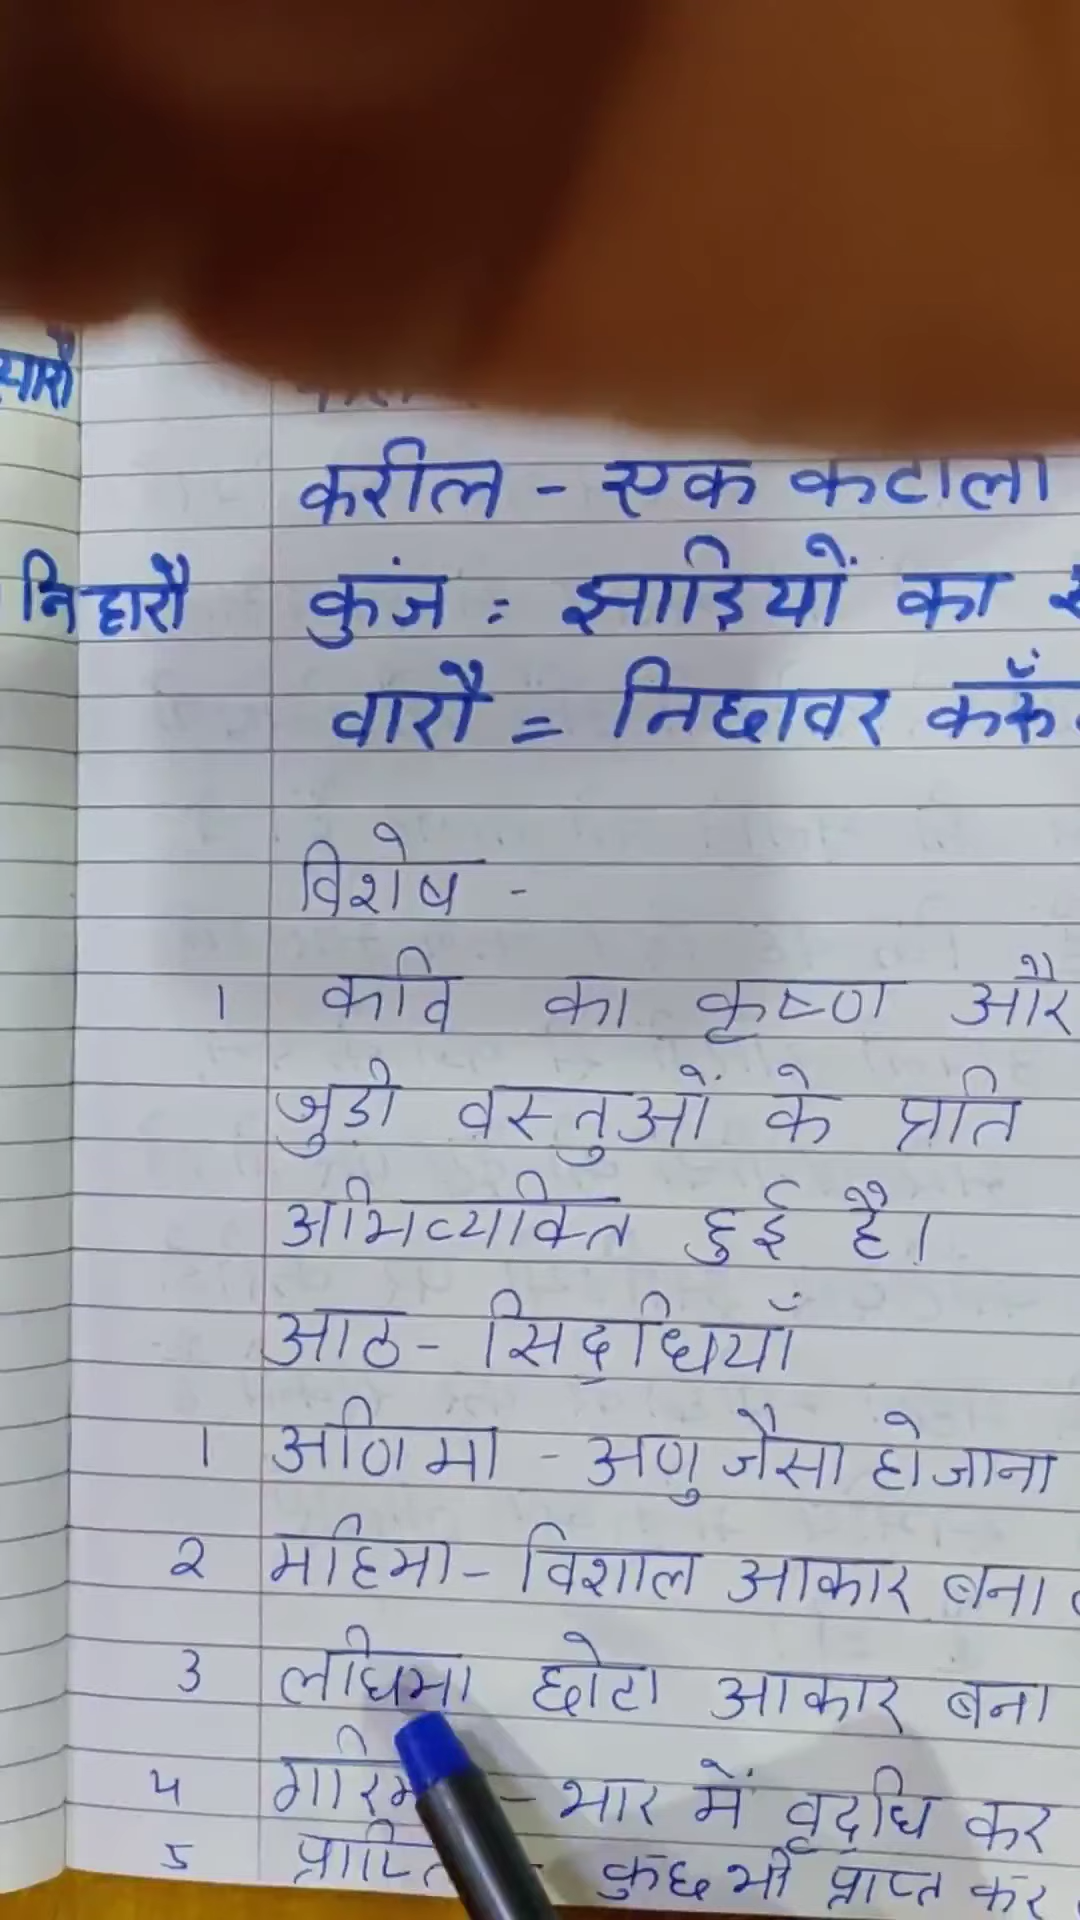 निहारौ
करील - एक कटीला
कुंज = झाड़ियों का
वारौ = निछावर करूँ
विशेष -
1 कवि का कृष्ण और
जुडी वस्तुओं के प्रति
अभिव्यक्ति हुई है।
आठ - सिद्धियाँ
1 अणिमा - अणु जैसा हो जाना
2 महिमा - विशाल आकार बना
3 लघिमा छोटा आकार बना
4 - भार में वृद्धि कर
5 - कुछ भी प्राप्त कर